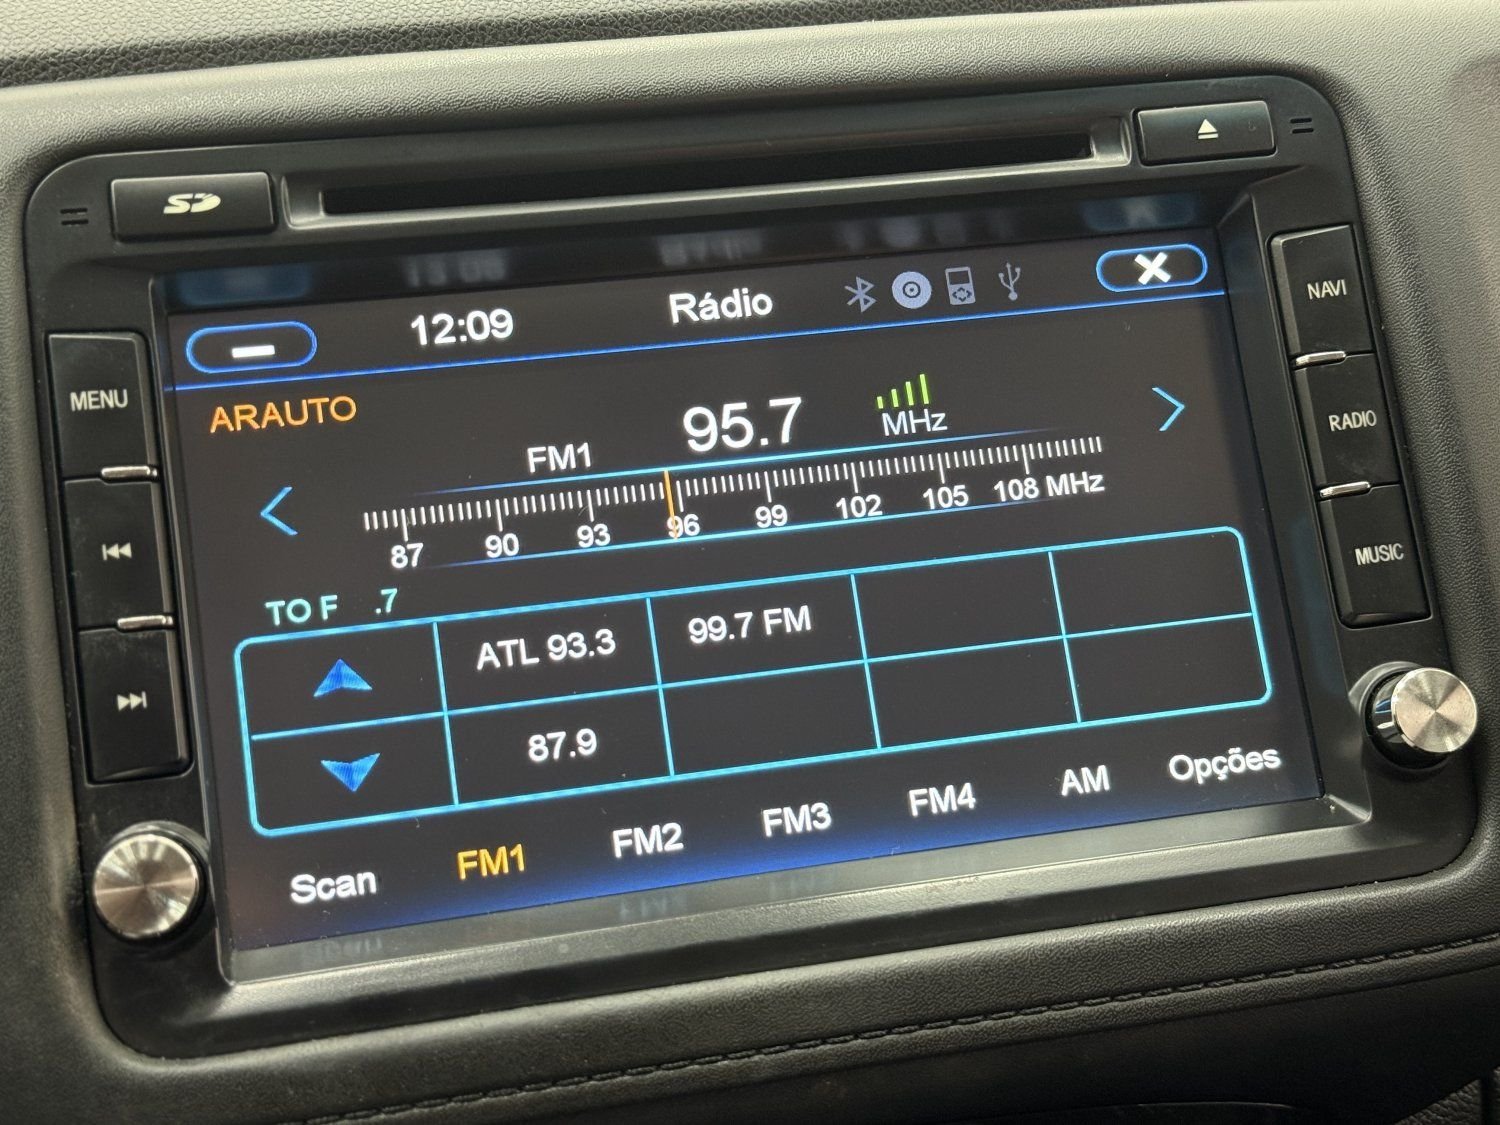 SD
12:09 Rádio
MENU
NAVI
RADIO
MUSIC
ARAUTO
FM1 95.7 MHz
87 90 93 96 99 102 105 108 MHz
TO F .7
ATL 93.3 99.7 FM
87.9
Scan FM1 FM2 FM3 FM4 AM Opções